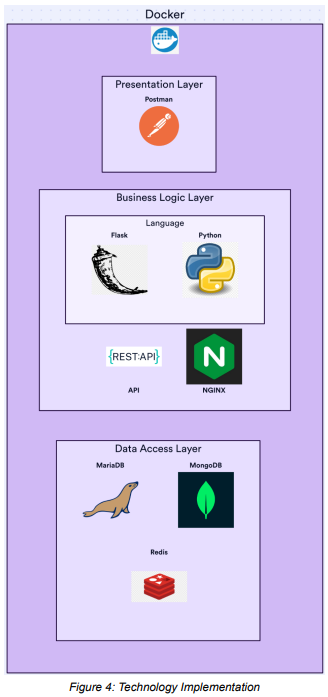 Docker
Presentation Layer
Postman
Business Logic Layer
Language
Flask Python
{REST:API}
API NGINX
Data Access Layer
MariaDB MongoDB
Redis
Figure 4: Technology Implementation